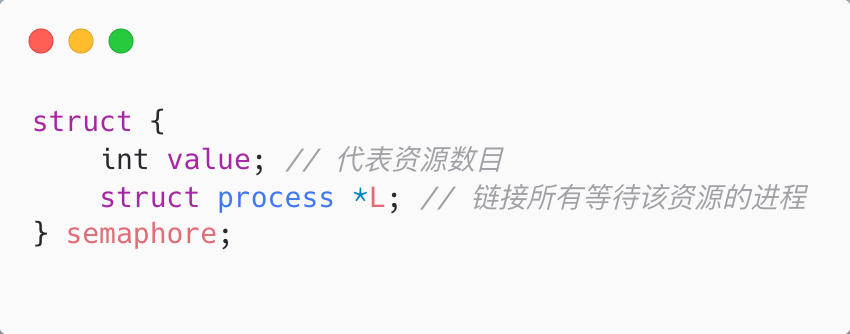 struct {
    int value; // 代表资源数目
    struct process *L; // 链接所有等待该资源的进程
} semaphore;